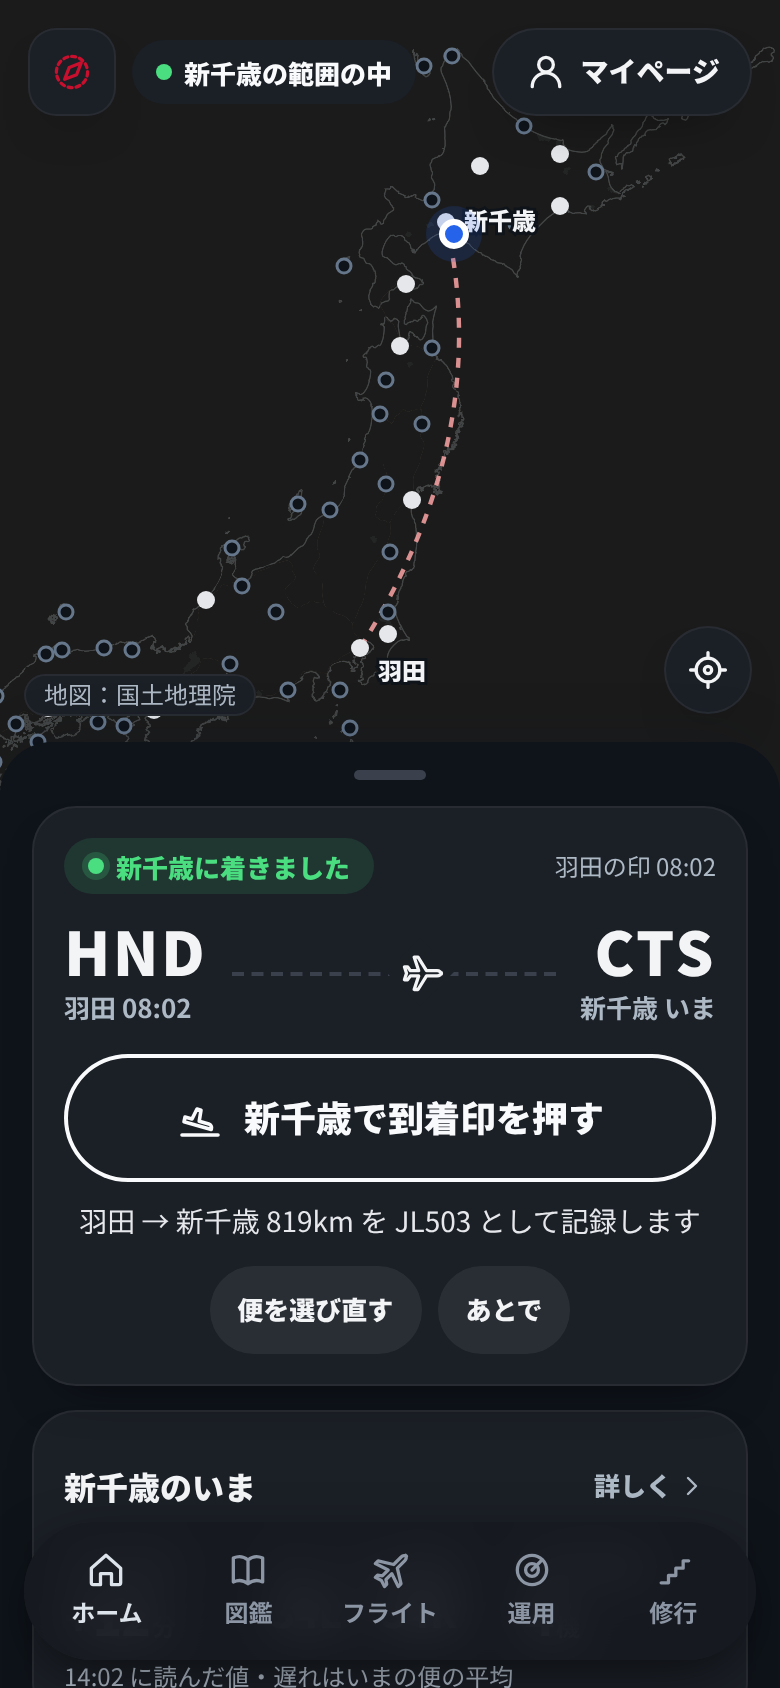 新千歳の範囲の中
マイページ
新千歳
羽田
地図：国土地理院
新千歳に着きました
羽田の印 08:02
HND
CTS
羽田 08:02
新千歳 いま
新千歳で到着印を押す
羽田 → 新千歳 819km を JL503 として記録します
便を選び直す
あとで
新千歳のいま
詳しく
ホーム
図鑑
フライト
運用
修行
14:02 に読んだ値・遅れはいまの便の平均